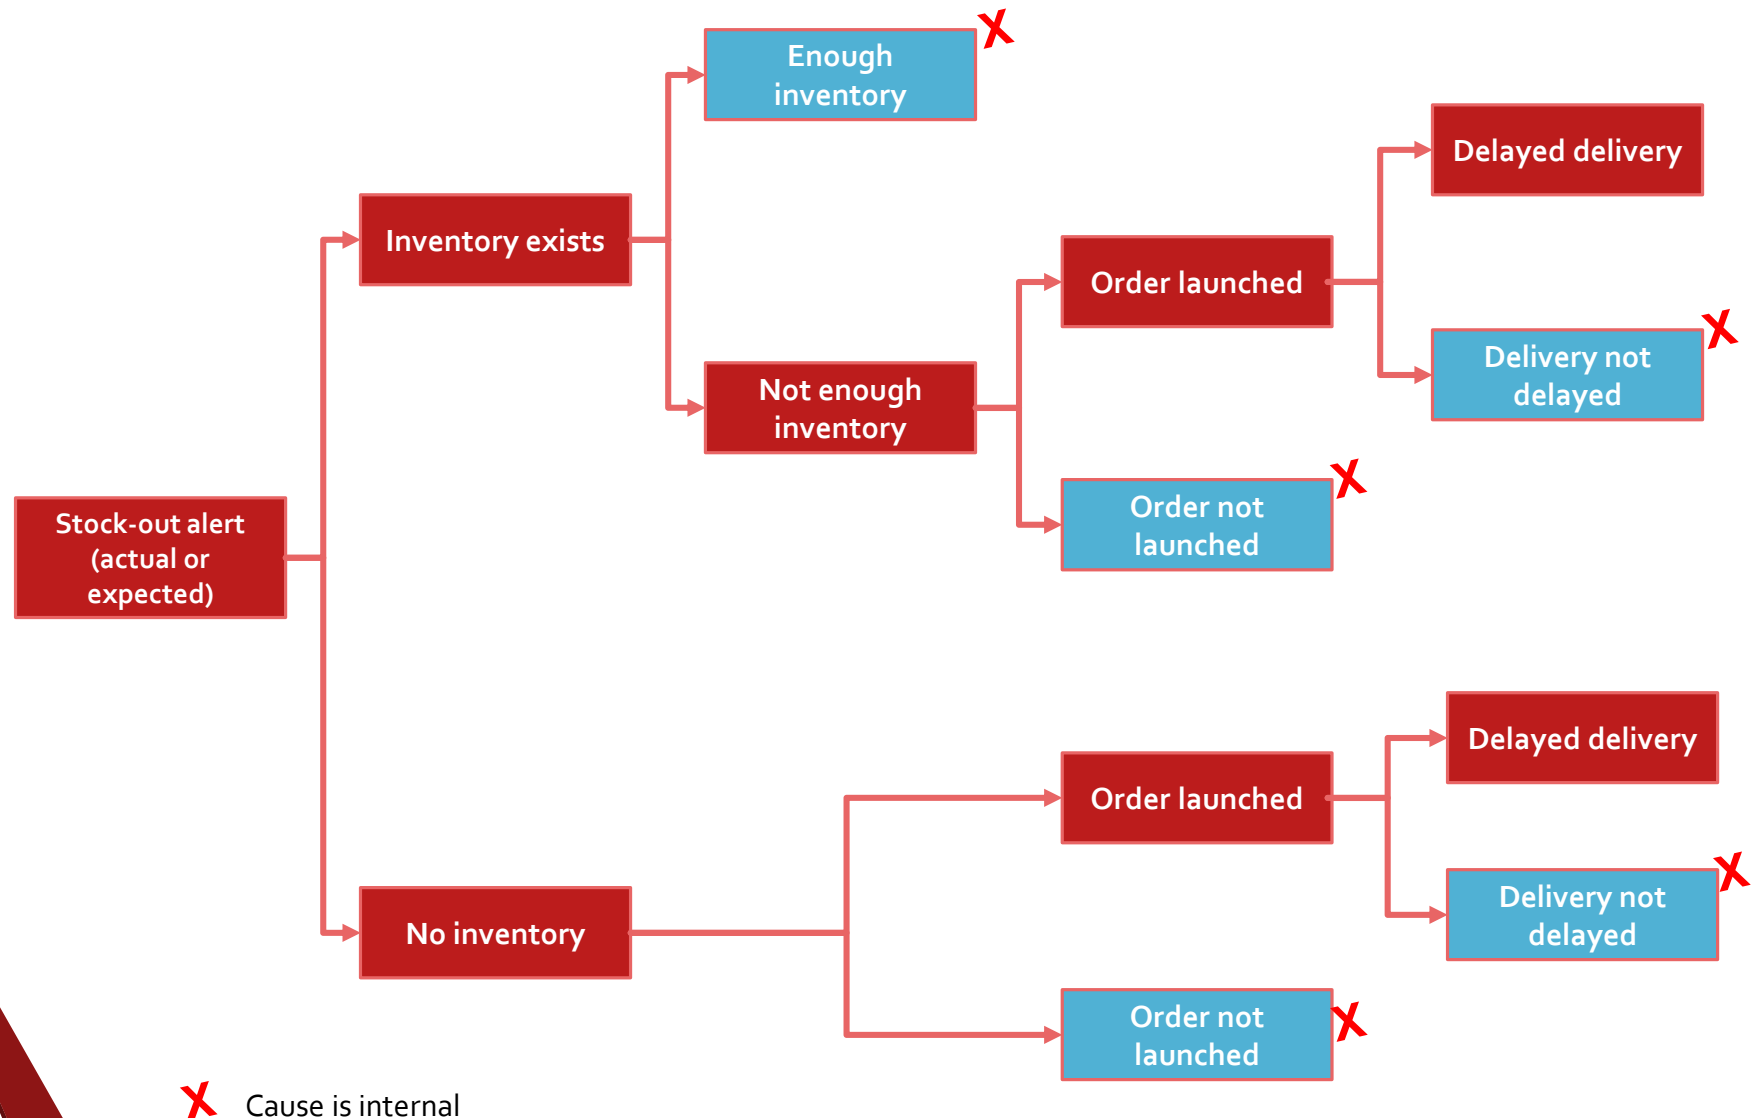 Enough
inventory
Delayed delivery
Inventory exists
Order launched
Delivery not
delayed
Not enough
inventory
Order not
launched
Stock-out alert
(actual or
expected)
Delayed delivery
Order launched
Delivery not
delayed
No inventory
Order not
launched
X Cause is internal